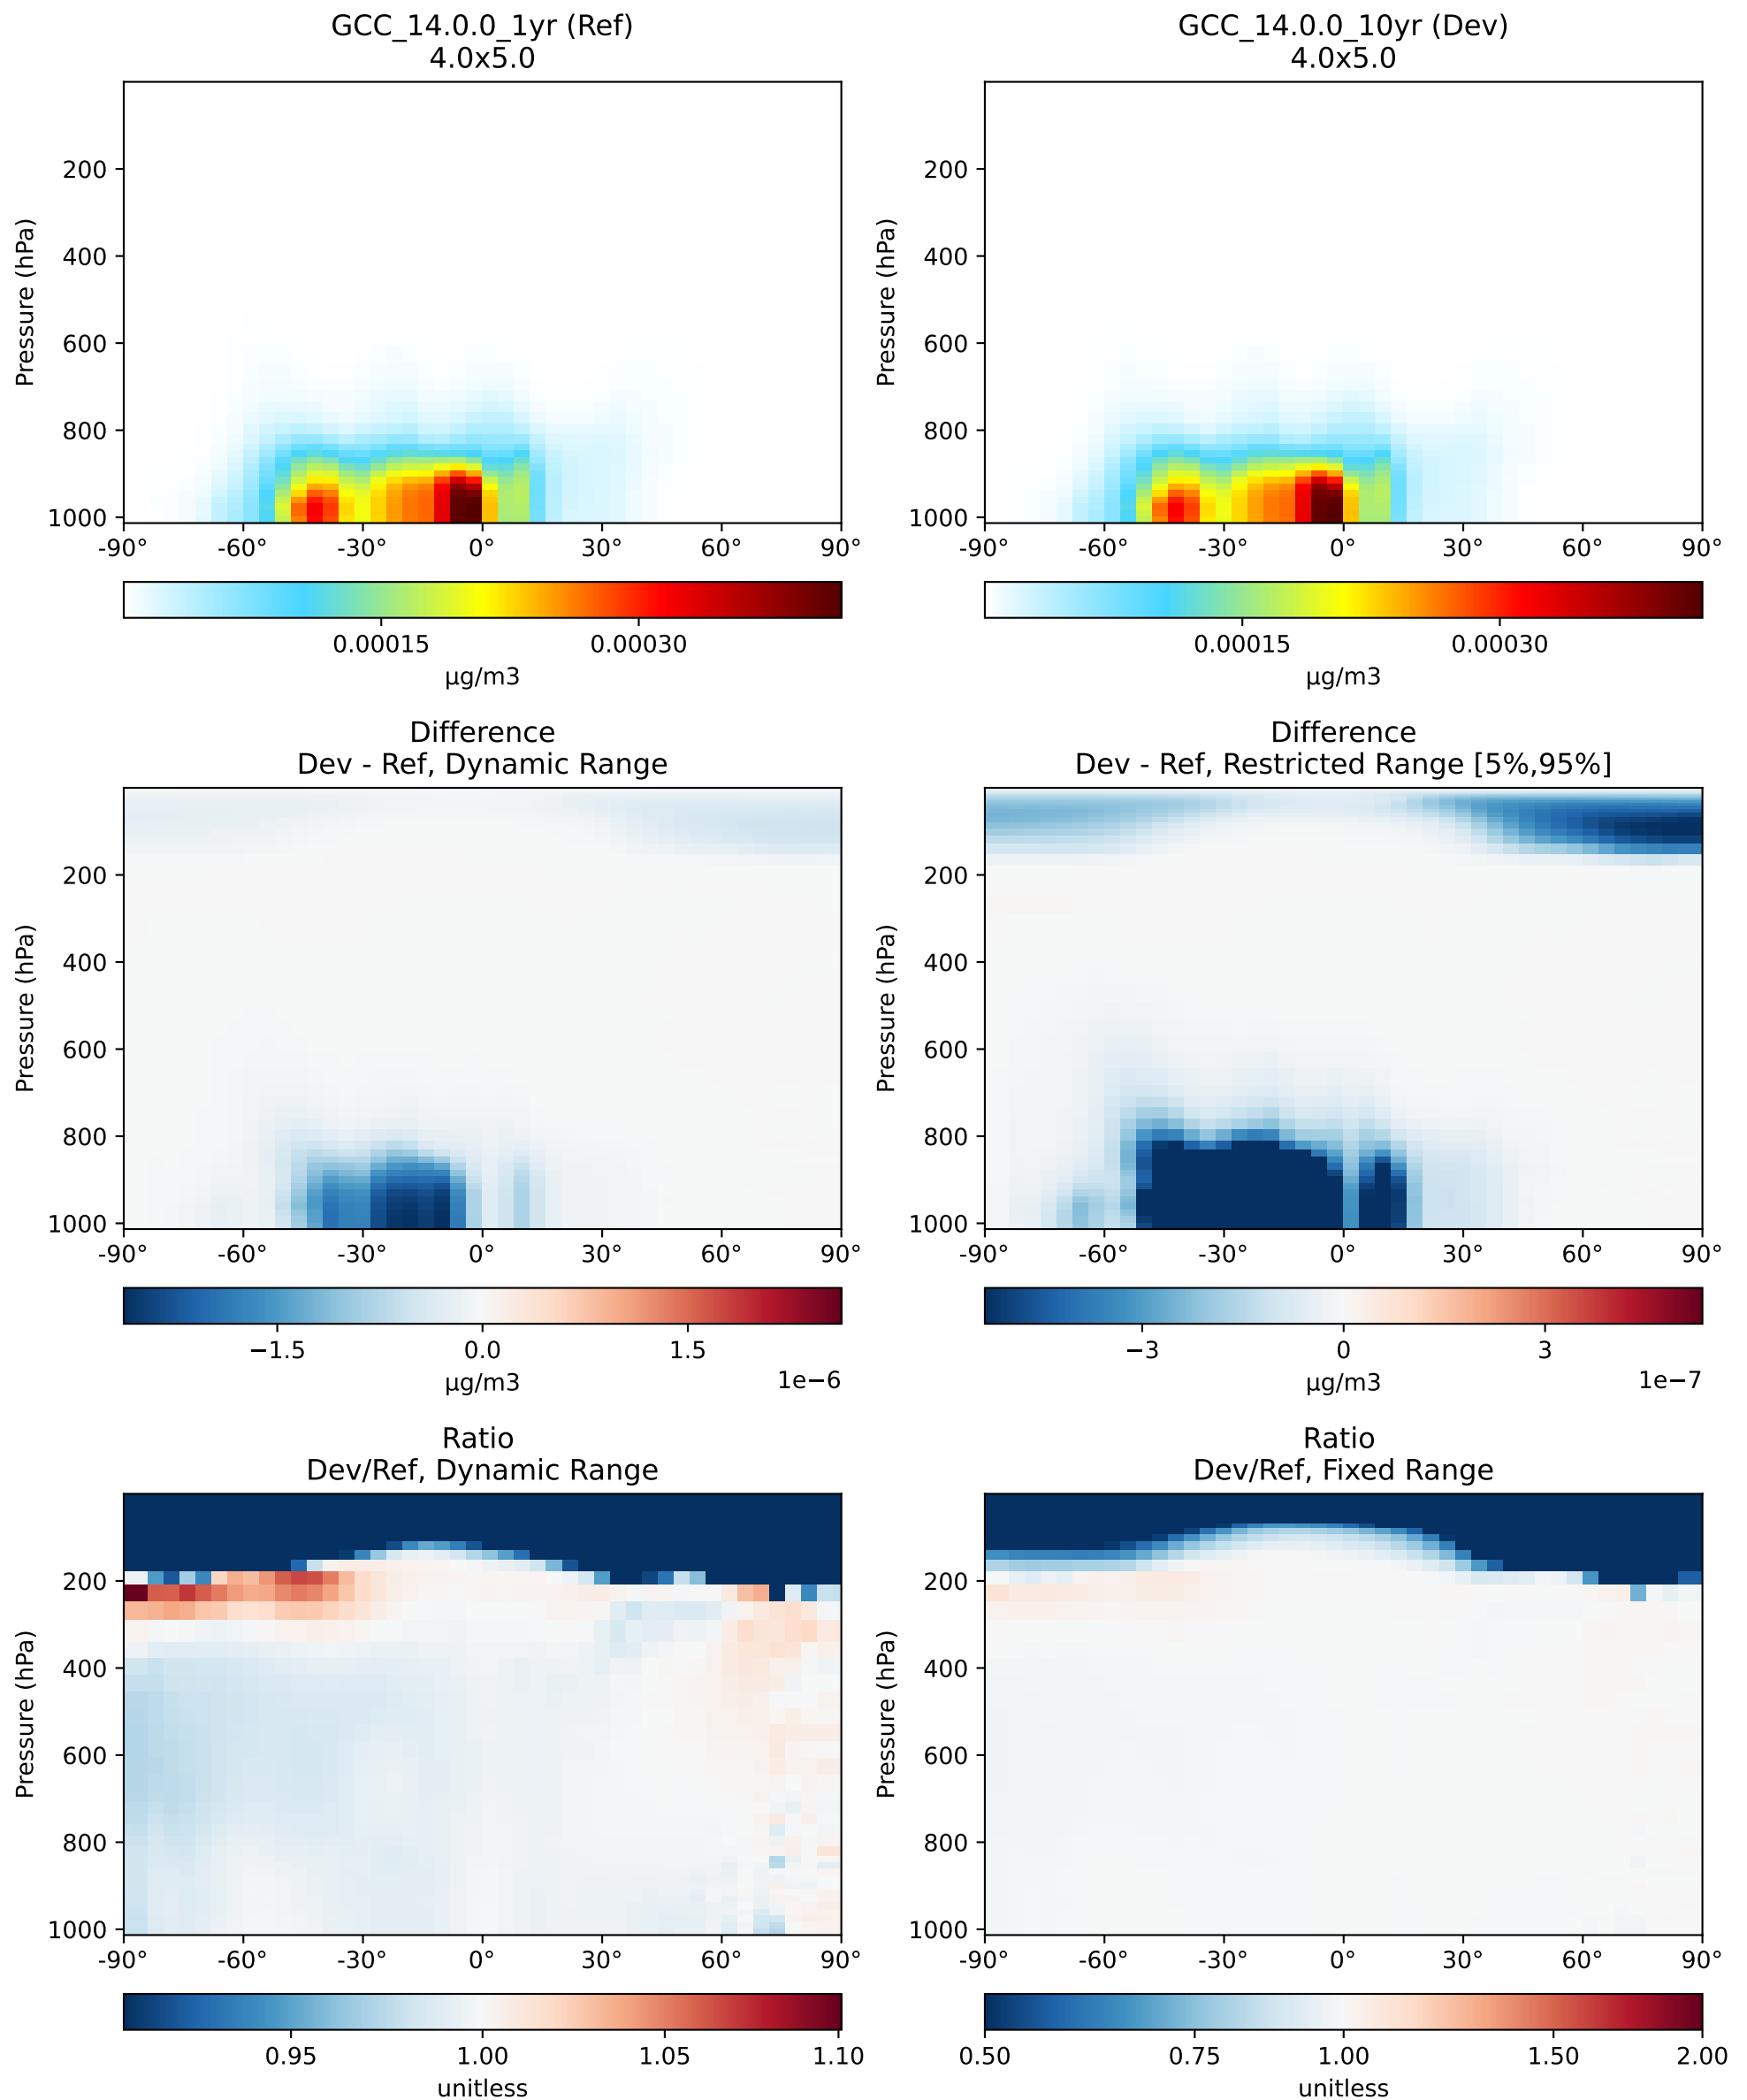 GCC_14.0.0_1yr (Ref)
4.0x5.0
GCC_14.0.0_10yr (Dev)
4.0x5.0
Pressure (hPa)
200
400
600
800
1000
-90° -60° -30° 0° 30° 60° 90°
0.00015 0.00030
µg/m3
Pressure (hPa)
200
400
600
800
1000
-90° -60° -30° 0° 30° 60° 90°
0.00015 0.00030
µg/m3
Difference
Dev - Ref, Dynamic Range
Pressure (hPa)
200
400
600
800
1000
-90° -60° -30° 0° 30° 60° 90°
−1.5 0.0 1.5
µg/m3 1e−6
Difference
Dev - Ref, Restricted Range [5%,95%]
Pressure (hPa)
200
400
600
800
1000
-90° -60° -30° 0° 30° 60° 90°
−3 0 3
µg/m3 1e−7
Ratio
Dev/Ref, Dynamic Range
Pressure (hPa)
200
400
600
800
1000
-90° -60° -30° 0° 30° 60° 90°
0.95 1.00 1.05 1.10
unitless
Ratio
Dev/Ref, Fixed Range
Pressure (hPa)
200
400
600
800
1000
-90° -60° -30° 0° 30° 60° 90°
0.50 0.75 1.00 1.50 2.00
unitless